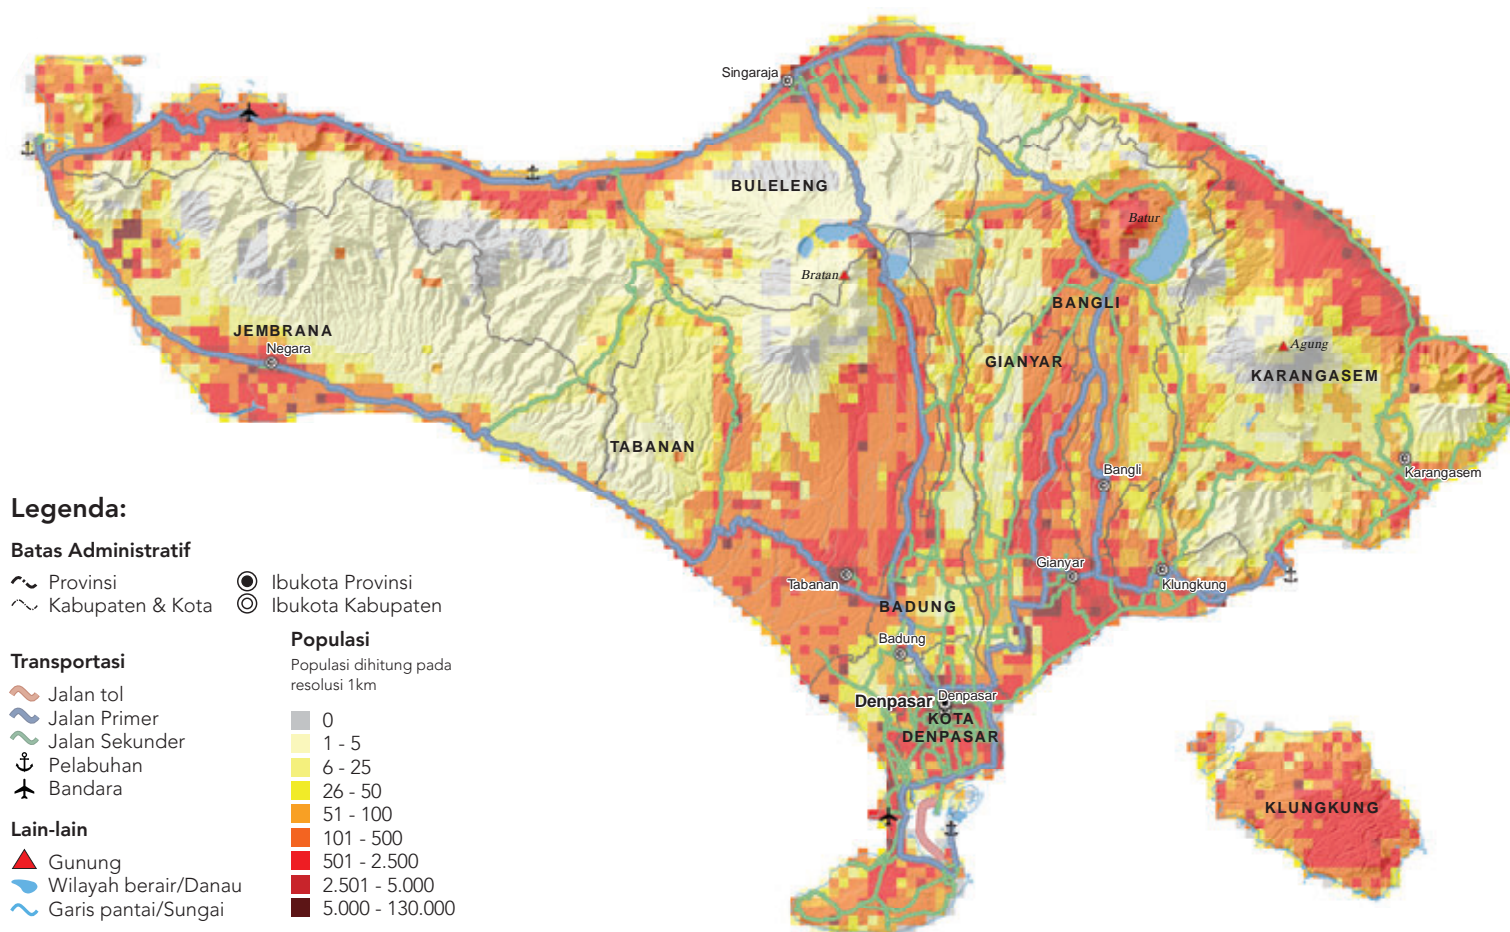 Singaraja
BULELENG
Batur
Bratan
BANGLI
JEMBRANA
Negara
GIANYAR
Agung
KARANGASEM
TABANAN
Bangli
Karangasem
Gianyar
Klungkung
Tabanan
BADUNG
Badung
Denpasar
Denpasar
KOTA
DENPASAR
KLUNGKUNG
Legenda:
Batas Administratif
Provinsi
Kabupaten & Kota
Ibukota Provinsi
Ibukota Kabupaten
Transportasi
Jalan tol
Jalan Primer
Jalan Sekunder
Pelabuhan
Bandara
Lain-lain
Gunung
Wilayah berair/Danau
Garis pantai/Sungai
Populasi
Populasi dihitung pada
resolusi 1km
0
1 - 5
6 - 25
26 - 50
51 - 100
101 - 500
501 - 2.500
2.501 - 5.000
5.000 - 130.000